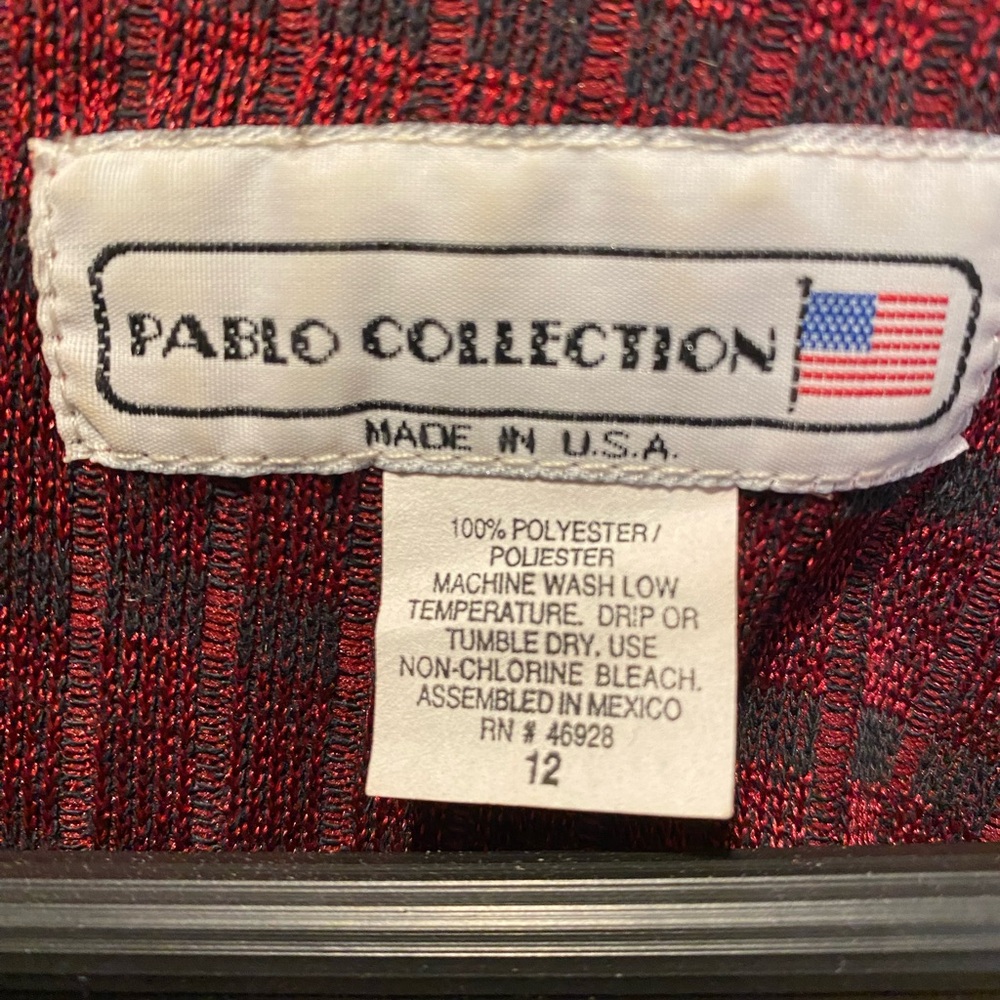 PABLO COLLECTION
MADE IN U.S.A.
100% POLYESTER/
POLIESTER
MACHINE WASH LOW
TEMPERATURE. DRIP OR
TUMBLE DRY. USE
NON-CHLORINE BLEACH.
ASSEMBLED IN MEXICO
RN # 46928
12